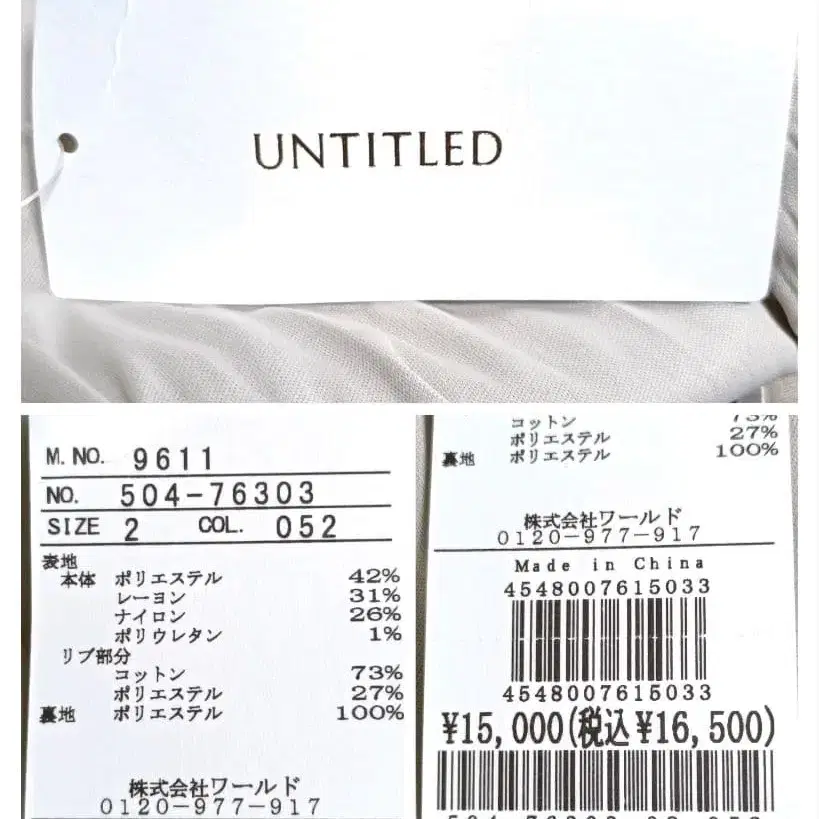 UNTITLED
M. NO. 9611
NO. 504-76303
SIZE 2 COL. 052
表地
本体 ポリエステル 42%
レーヨン 31%
ナイロン 26%
ポリウレタン 1%
リブ部分
コットン 73%
ポリエステル 27%
裏地 ポリエステル 100%
株式会社ワールド
0120-977-917
コットン 73%
ポリエステル 27%
裏地 ポリエステル 100%
株式会社ワールド
0120-977-917
Made in China
4548007615033
4548007615033
¥15,000(税込¥16,500)